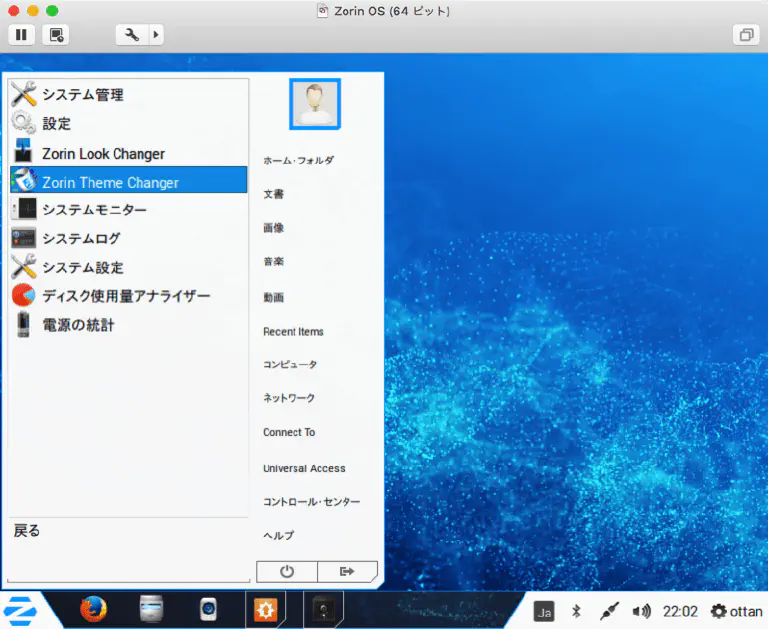 Zorin OS (64 ビット)
システム管理
設定
Zorin Look Changer
Zorin Theme Changer
システムモニター
システムログ
システム設定
ディスク使用量アナライザー
電源の統計
戻る
ホーム・フォルダ
文書
画像
音楽
動画
Recent Items
コンピュータ
ネットワーク
Connect To
Universal Access
コントロール・センター
ヘルプ
Ja
22:02
ottan